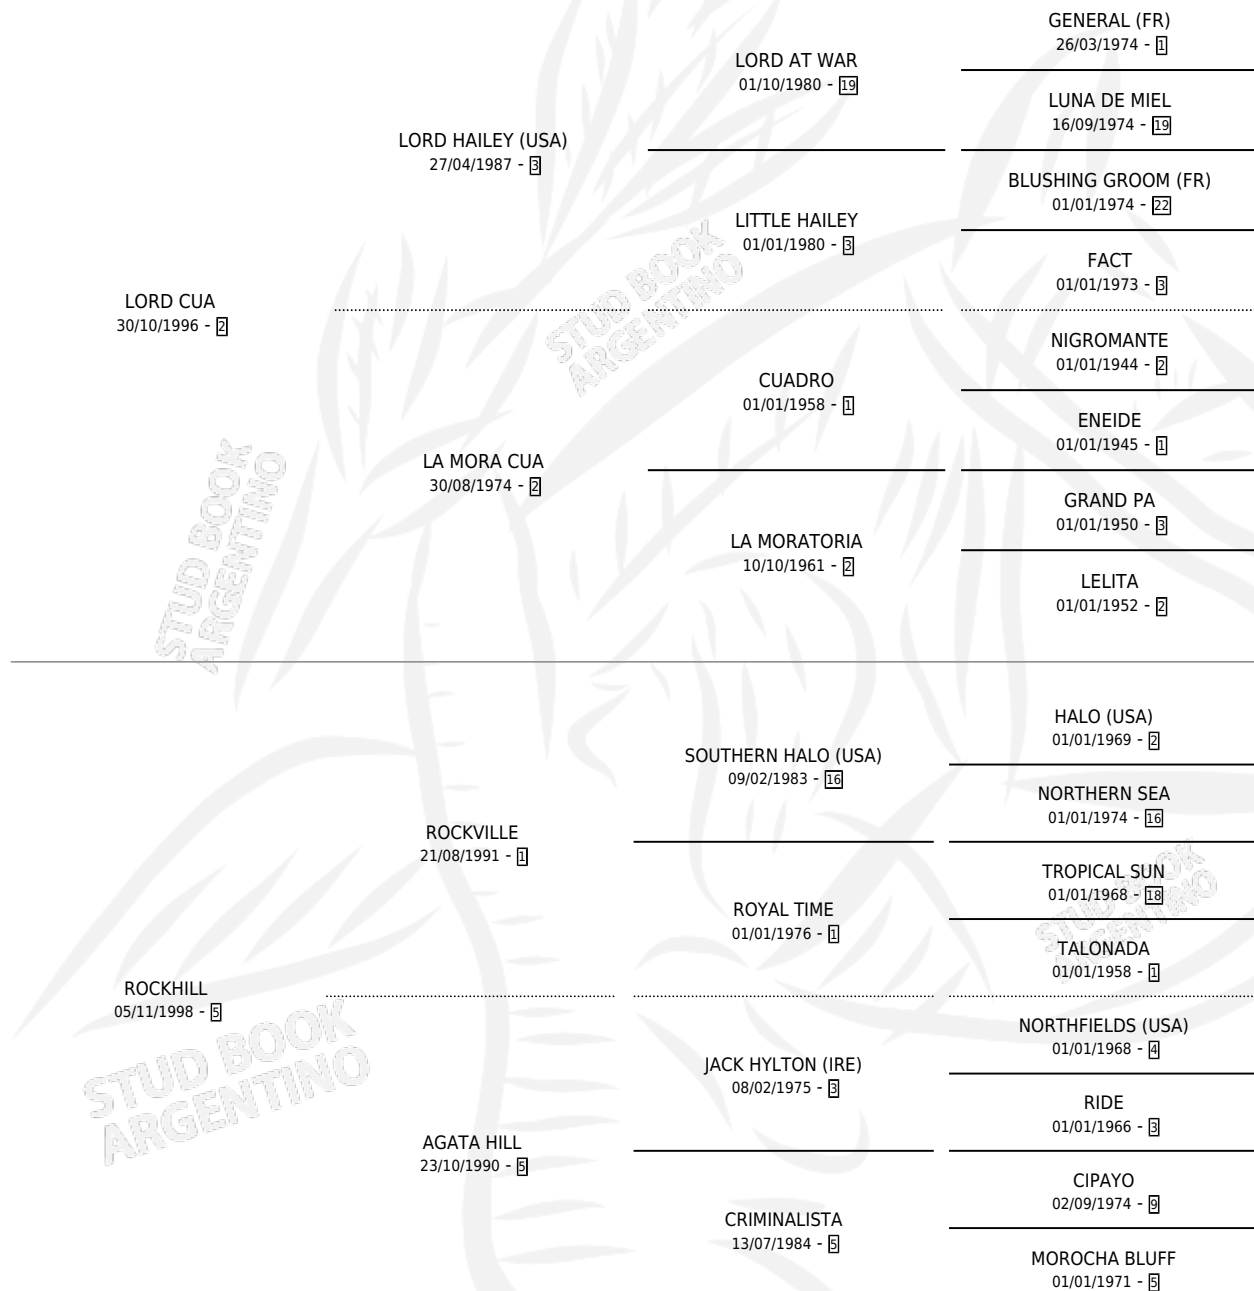 GENERAL (FR)
26/03/1974 - 1
LORD AT WAR
01/10/1980 - 19
LUNA DE MIEL
16/09/1974 - 19
LORD HAILEY (USA)
27/04/1987 - 3
BLUSHING GROOM (FR)
01/01/1974 - 22
LITTLE HAILEY
01/01/1980 - 3
FACT
01/01/1973 - 3
LORD CUA
30/10/1996 - 2
STUD BOOK
ARGENTINO
NIGROMANTE
01/01/1944 - 2
CUADRO
01/01/1958 - 1
ENEIDE
01/01/1945 - 1
LA MORA CUA
30/08/1974 - 2
GRAND PA
01/01/1950 - 3
LA MORATORIA
10/10/1961 - 2
LELITA
01/01/1952 - 2
STUD BOOK
ARGENTINO
HALO (USA)
01/01/1969 - 2
SOUTHERN HALO (USA)
09/02/1983 - 16
NORTHERN SEA
01/01/1974 - 16
ROCKVILLE
21/08/1991 - 1
TROPICAL SUN
01/01/1968 - 18
ROYAL TIME
01/01/1976 - 1
STUD BOOK
ARGENTINO
TALONADA
01/01/1958 - 1
ROCKHILL
05/11/1998 - 5
NORTHFIELDS (USA)
01/01/1968 - 4
JACK HYLTON (IRE)
08/02/1975 - 3
STUD BOOK
ARGENTINO
RIDE
01/01/1966 - 3
AGATA HILL
23/10/1990 - 5
CIPAYO
02/09/1974 - 9
CRIMINALISTA
13/07/1984 - 5
MOROCHA BLUFF
01/01/1971 - 5